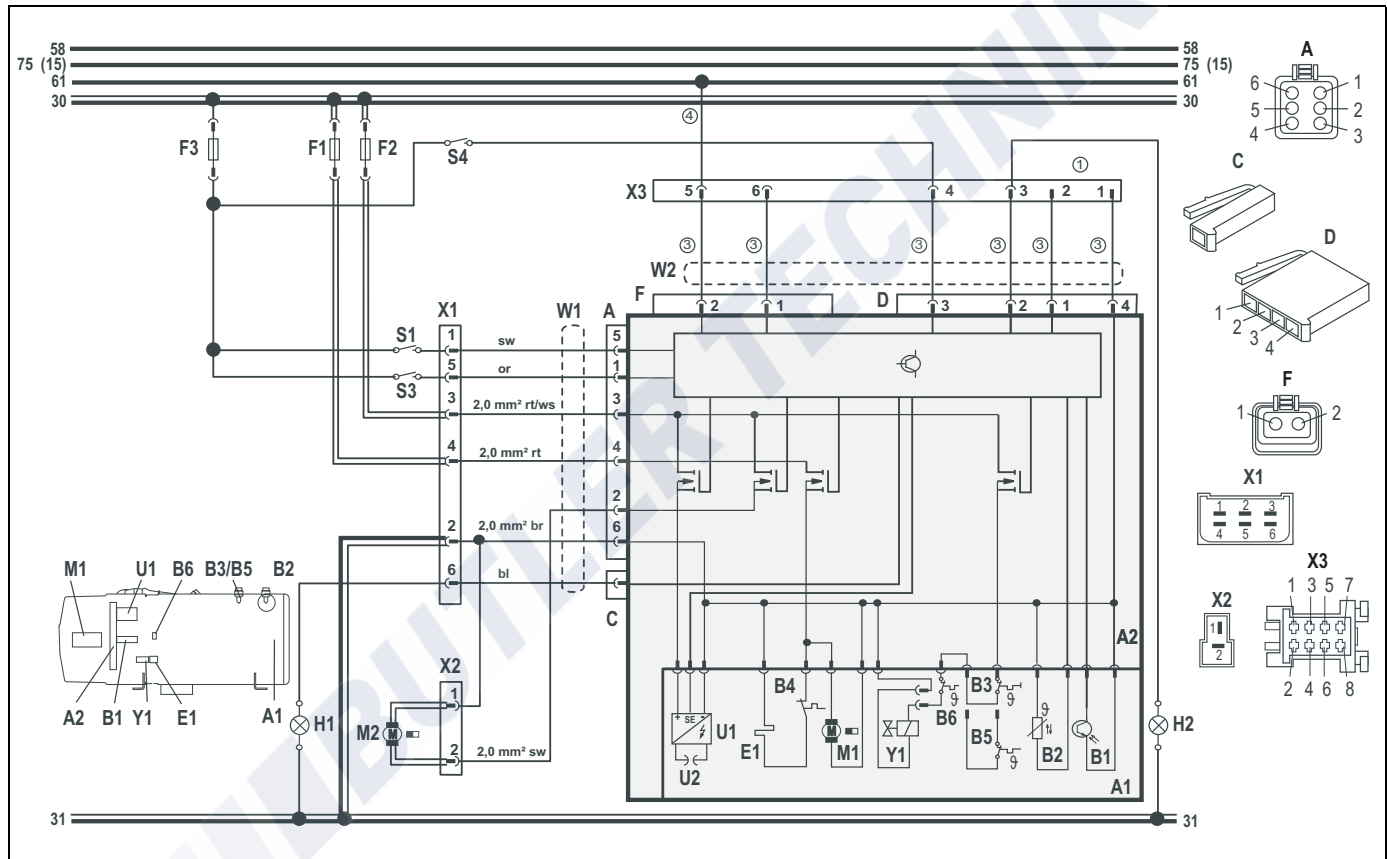 58 58
75 (15) 75 (15)
61 61
30 30
F3 F1 F2
S4
④
①
X3 5 6 4 3 2 1
③ ③ ③ ③ ③ ③
W2
F 2 1 D 3 2 1 4
X1 W1 A
S1 1 sw 5
S3 5 or 1
3 2,0 mm² rt/ws 3
4 2,0 mm² rt 4
2
2 2,0 mm² br 6
6 bl
C
A2
X2
1
M2 M
2 2,0 mm² sw
H1
H2
+ SE -
U1
U2
E1
B4
M
M1
Y1
B6
ϑ
B3
ϑ
B5
ϑ
ϑ
B2
B1
A1
31 31
M1 U1 B6 B3/B5 B2
A2 B1 Y1 E1 A1
A
6 1
5 2
4 3
C
D
1
2
3
4
F
1 2
X1
1 2 3
4 5 6
X2
1
2
X3
1 3 5 7
2 4 6 8
BUTLER TECHNIK